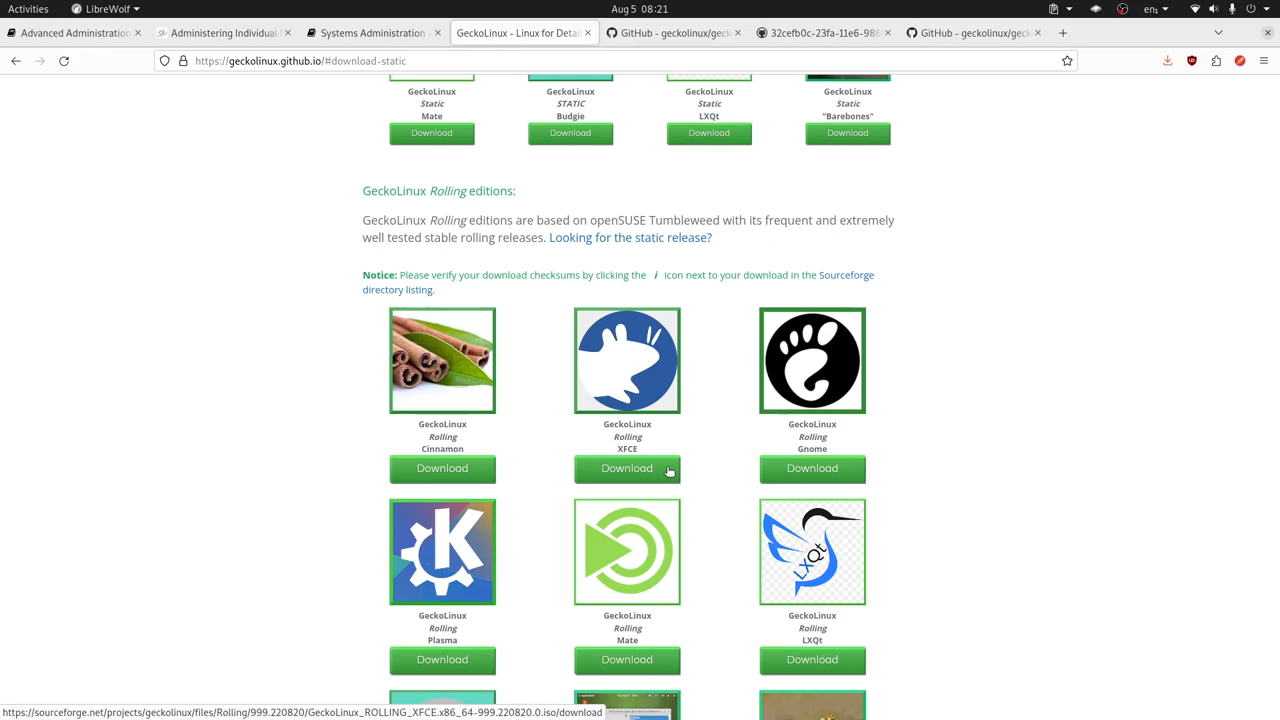 Activities
LibreWolf
Aug 5 08:21
en
Advanced Administration
Administering Individual
Systems Administration -
GeckoLinux - Linux for Detai
GitHub - geckolinux/geck
32cefb0c-23fa-11e6-986
GitHub - geckolinux/geck
https://geckolinux.github.io/#download-static
GeckoLinux
Static
Mate
Download
GeckoLinux
STATIC
Budgie
Download
GeckoLinux
Static
LXQt
Download
GeckoLinux
Static
"Barebones"
Download
GeckoLinux Rolling editions:
GeckoLinux Rolling editions are based on openSUSE Tumbleweed with its frequent and extremely
well tested stable rolling releases. Looking for the static release?
Notice: Please verify your download checksums by clicking the i icon next to your download in the Sourceforge
directory listing.
GeckoLinux
Rolling
Cinnamon
Download
GeckoLinux
Rolling
XFCE
Download
GeckoLinux
Rolling
Gnome
Download
K
LXQt
GeckoLinux
Rolling
Plasma
Download
GeckoLinux
Rolling
Mate
Download
GeckoLinux
Rolling
LXQt
Download
https://sourceforge.net/projects/geckolinux/files/Rolling/999.220820/GeckoLinux_ROLLING_XFCE.x86_64-999.220820.0.iso/download